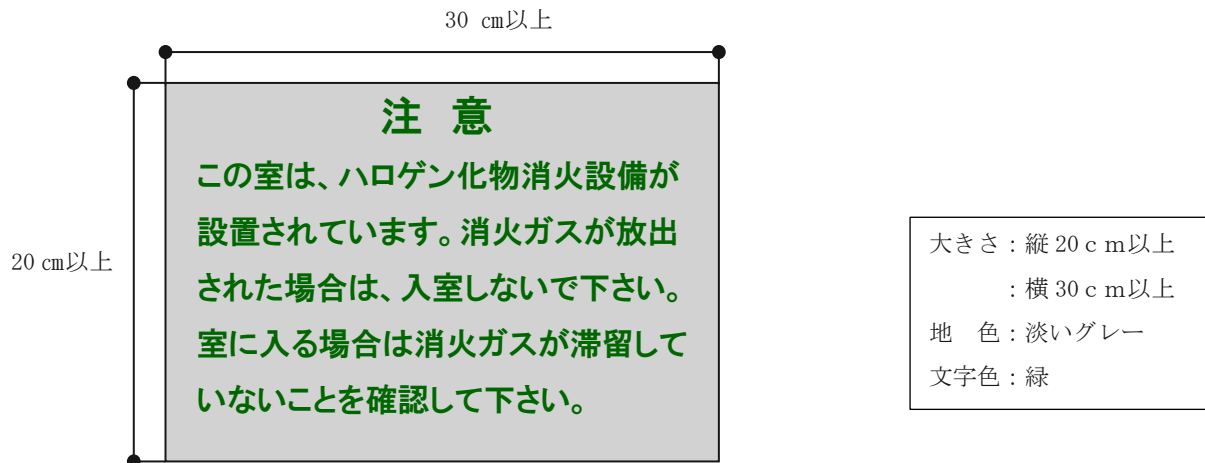 30 ㎝以上
注 意
この室は、ハロゲン化物消火設備が
設置されています。消火ガスが放出
された場合は、入室しないで下さい。
室に入る場合は消火ガスが滞留して
いないことを確認して下さい。
20 ㎝以上
大きさ：縦 20ｃｍ以上
：横 30ｃｍ以上
地　色：淡いグレー
文字色：緑